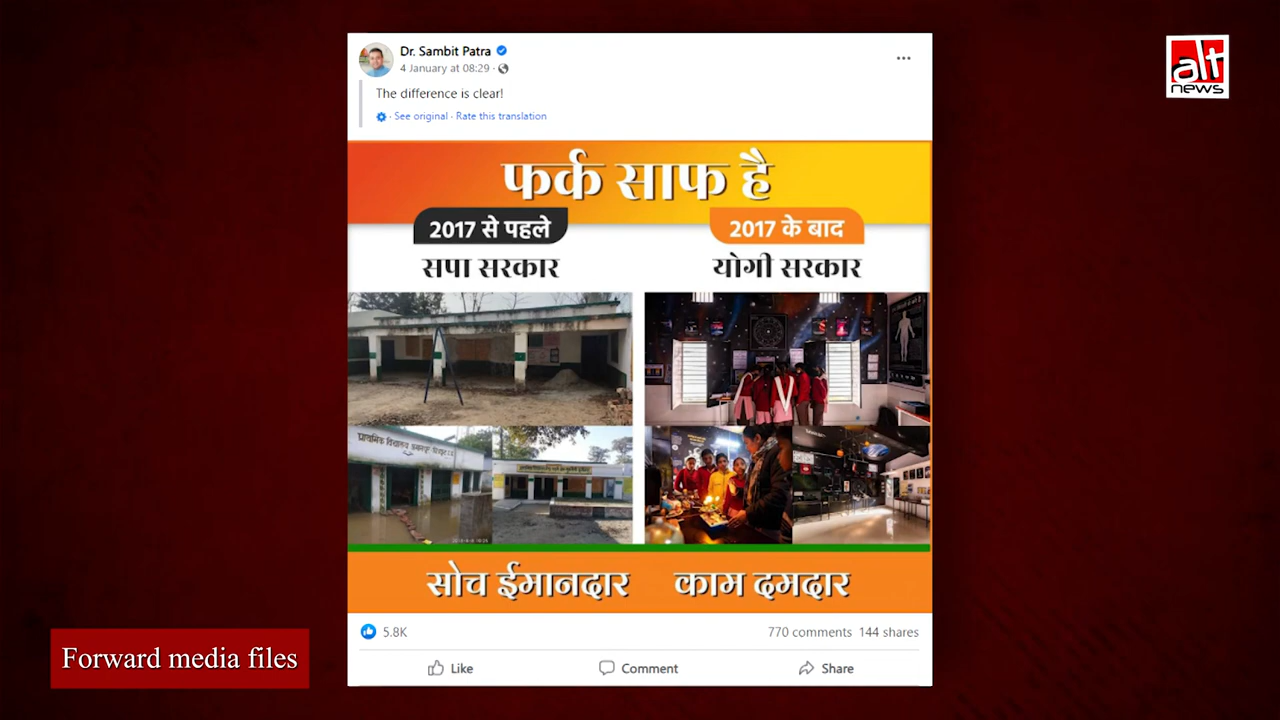 Dr. Sambit Patra
4 January at 08:29 ·
The difference is clear!
· See original · Rate this translation
alt
news
फर्क साफ है
2017 से पहले
2017 के बाद
सपा सरकार
योगी सरकार
प्राथमिक विद्यालय
सोच ईमानदार काम दमदार
5.8K
770 comments 144 shares
Like Comment Share
Forward media files